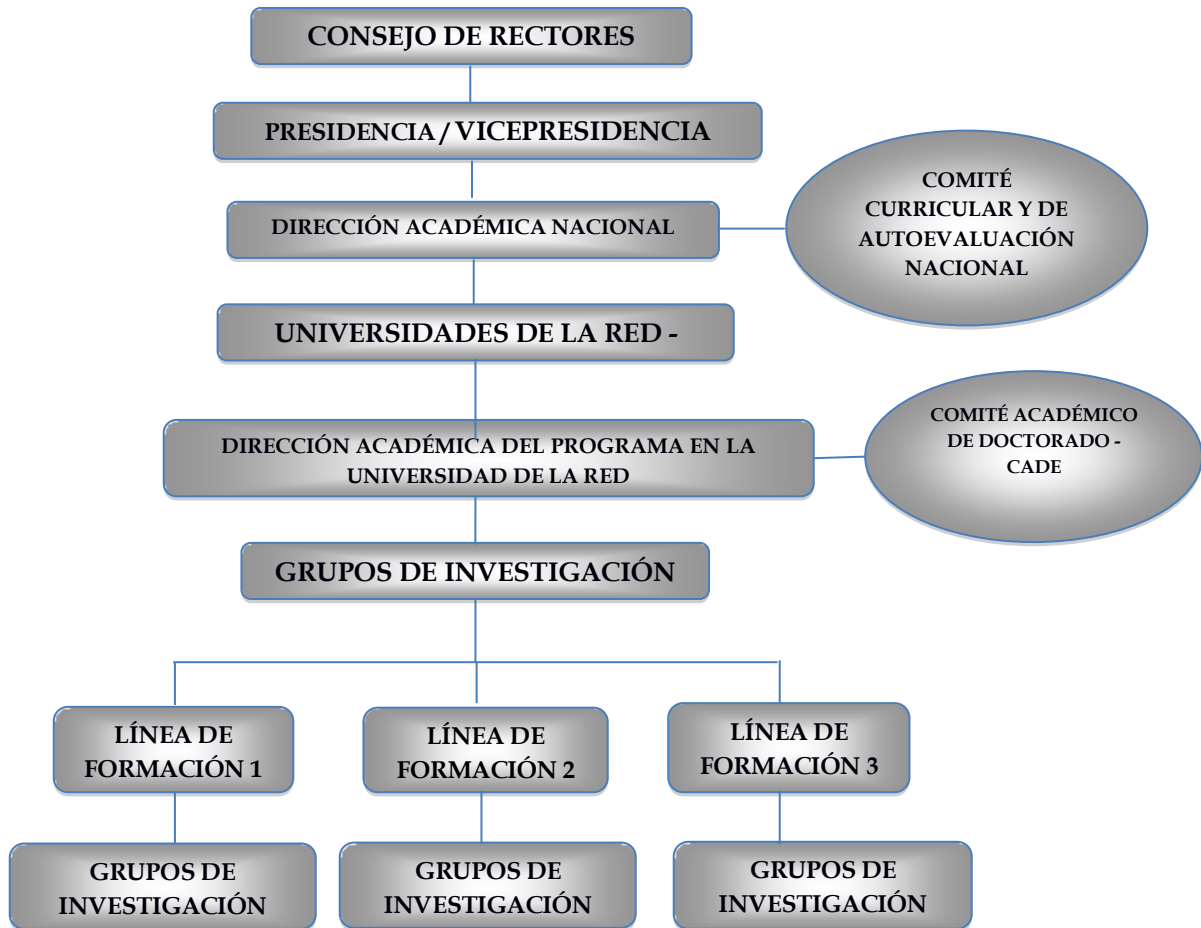 CONSEJO DE RECTORES
PRESIDENCIA / VICEPRESIDENCIA
COMITÉ
CURRICULAR Y DE
AUTOEVALUACIÓN
NACIONAL
DIRECCIÓN ACADÉMICA NACIONAL
UNIVERSIDADES DE LA RED -
COMITÉ ACADÉMICO
DE DOCTORADO -
CADE
DIRECCIÓN ACADÉMICA DEL PROGRAMA EN LA
UNIVERSIDAD DE LA RED
GRUPOS DE INVESTIGACIÓN
LÍNEA DE
FORMACIÓN 1
LÍNEA DE
FORMACIÓN 2
LÍNEA DE
FORMACIÓN 3
GRUPOS DE
INVESTIGACIÓN
GRUPOS DE
INVESTIGACIÓN
GRUPOS DE
INVESTIGACIÓN